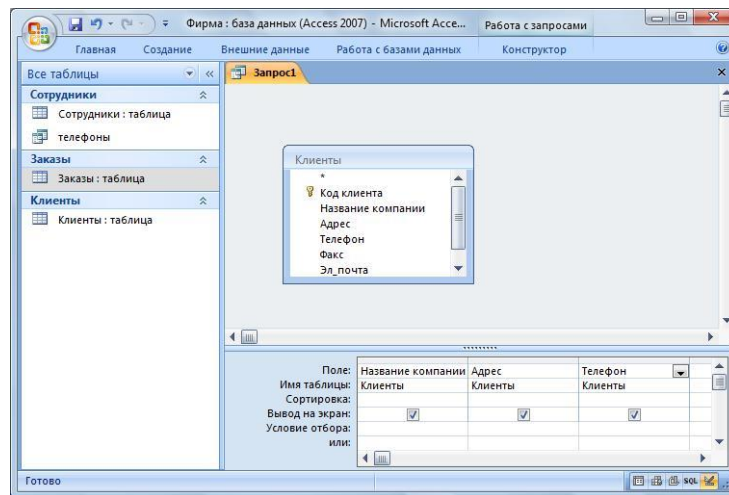 Фирма : база данных (Access 2007) - Microsoft Acce...
Работа с запросами
Главная
Создание
Внешние данные
Работа с базами данных
Конструктор
Все таблицы
Запрос1
Сотрудники
Сотрудники : таблица
телефоны
Заказы
Заказы : таблица
Клиенты
Клиенты : таблица
Клиенты
*
Код клиента
Название компании
Адрес
Телефон
Факс
Эл_почта
Поле: Название компании Адрес Телефон
Имя таблицы: Клиенты Клиенты Клиенты
Сортировка:
Вывод на экран:
Условие отбора:
или:
Готово
SQL